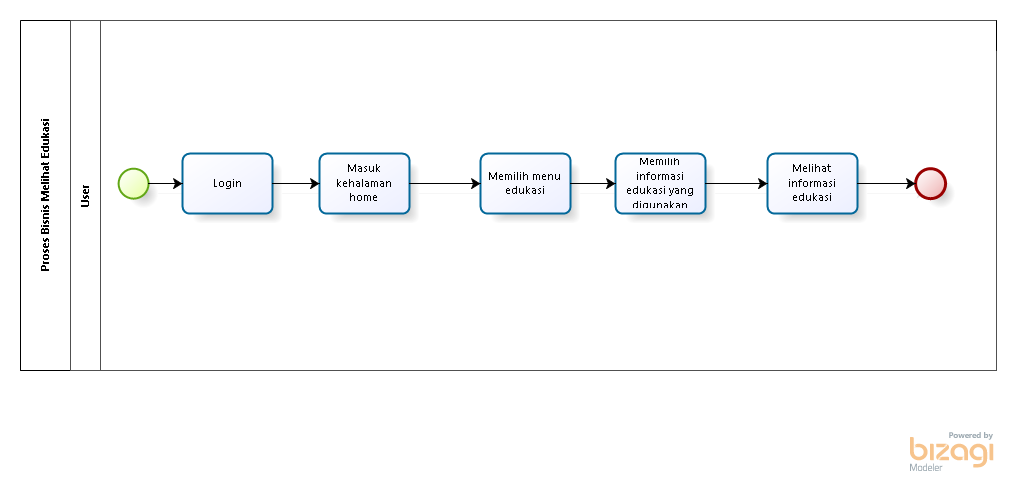 Proses Bisnis Melihat Edukasi
User
Login
Masuk
kehalaman
home
Memilih menu
edukasi
Memilih
informasi
edukasi yang
digunakan
Melihat
informasi
edukasi
Powered by
bizagi
Modeler